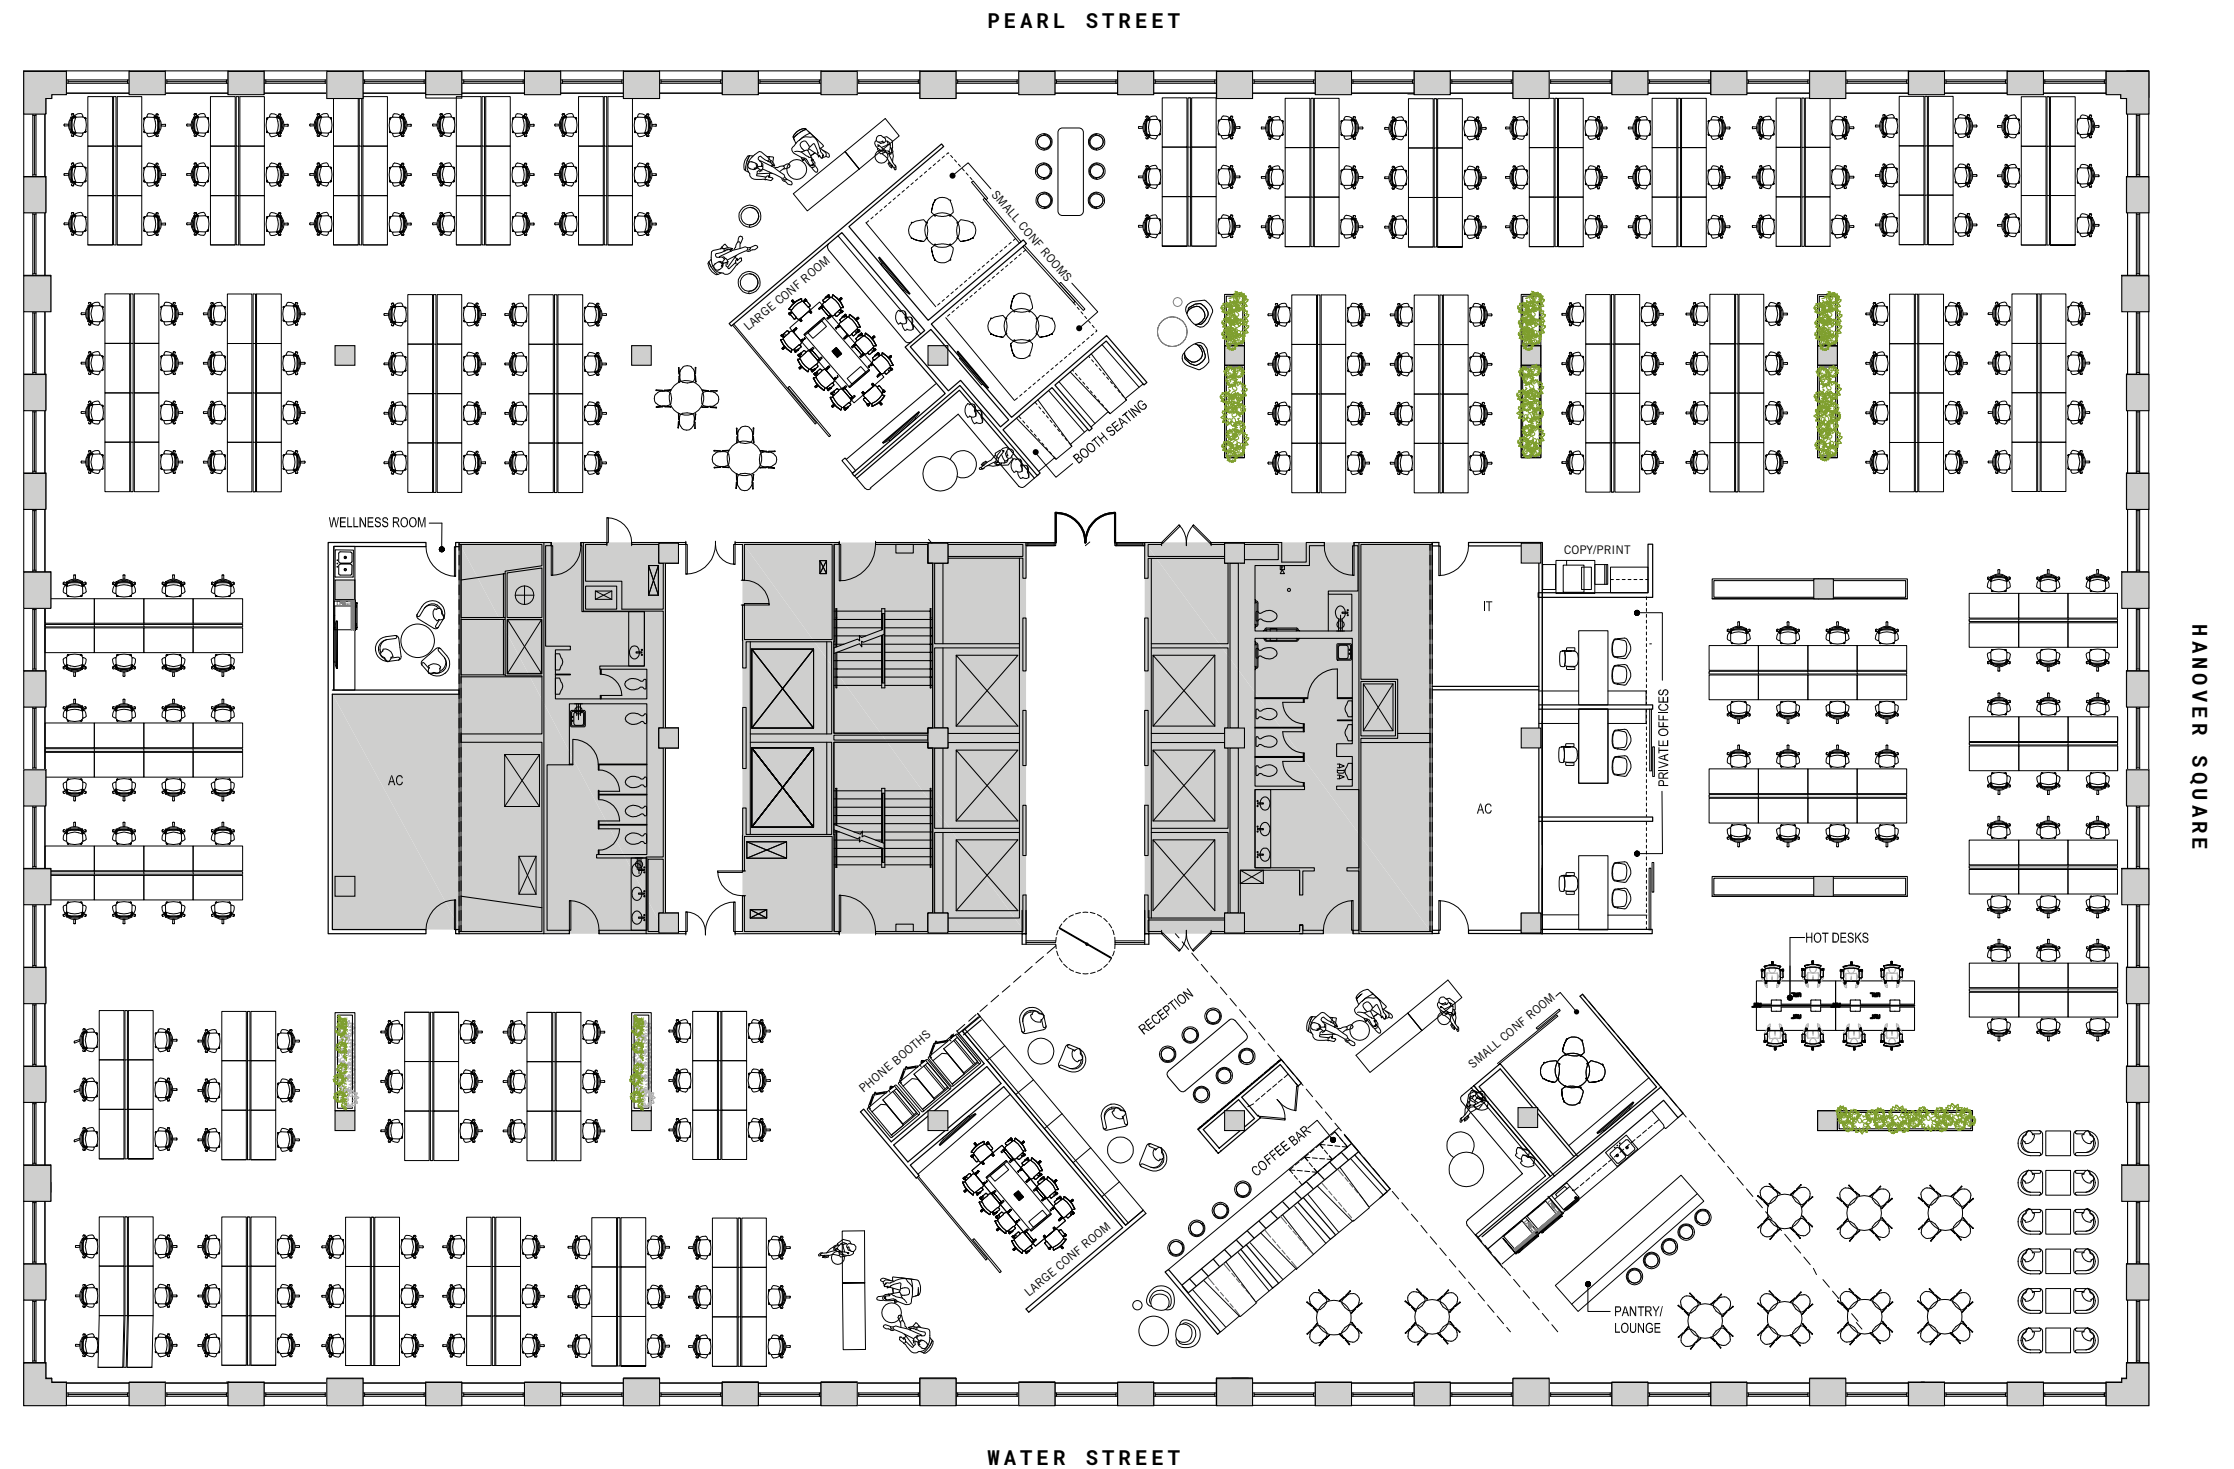 PEARL STREET
SMALL CONF ROOMS
LARGE CONF ROOM
BOOTH SEATING
WELLNESS ROOM
COPY/PRINT
IT
PRIVATE OFFICES
HANOVER SQUARE
AC
ADA
AC
HOT DESKS
RECEPTION
SMALL CONF ROOM
PHONE BOOTHS
COFFEE BAR
LARGE CONF ROOM
PANTRY/
LOUNGE
WATER STREET